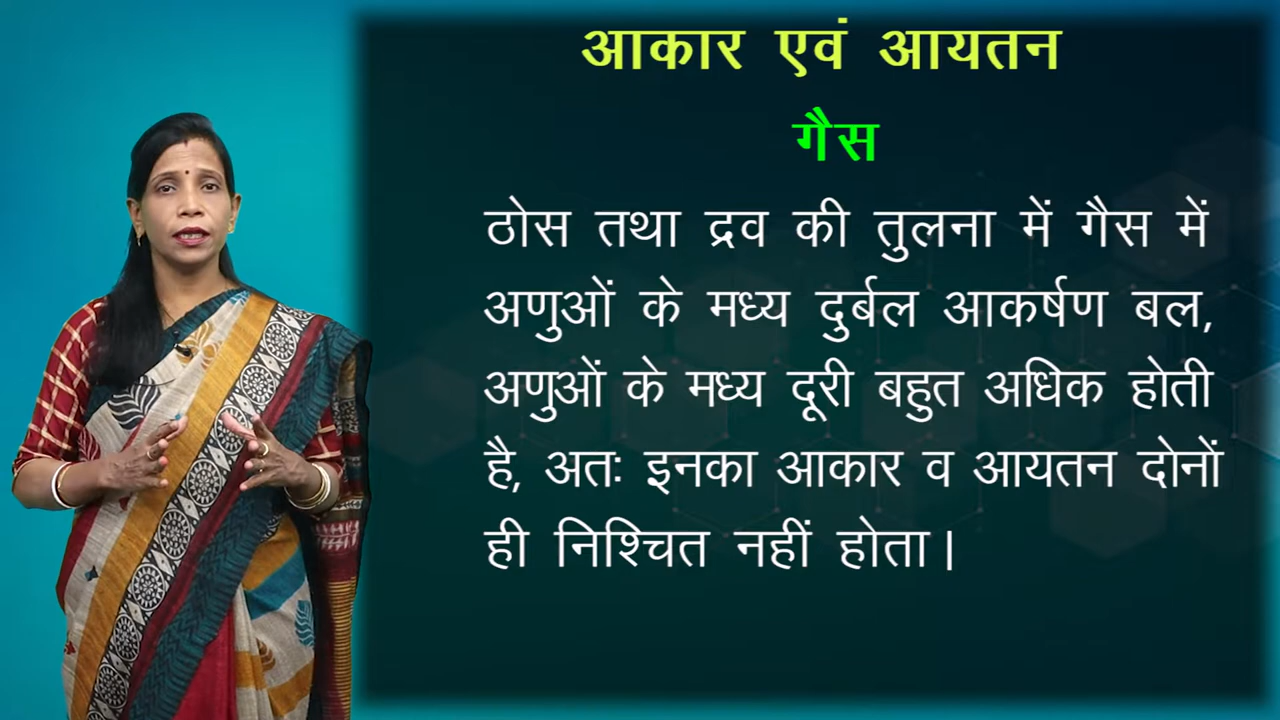 आकार एवं आयतन
गैस
ठोस तथा द्रव की तुलना में गैस में
अणुओं के मध्य दुर्बल आकर्षण बल,
अणुओं के मध्य दूरी बहुत अधिक होती
है, अतः इनका आकार व आयतन दोनों
ही निश्चित नहीं होता।